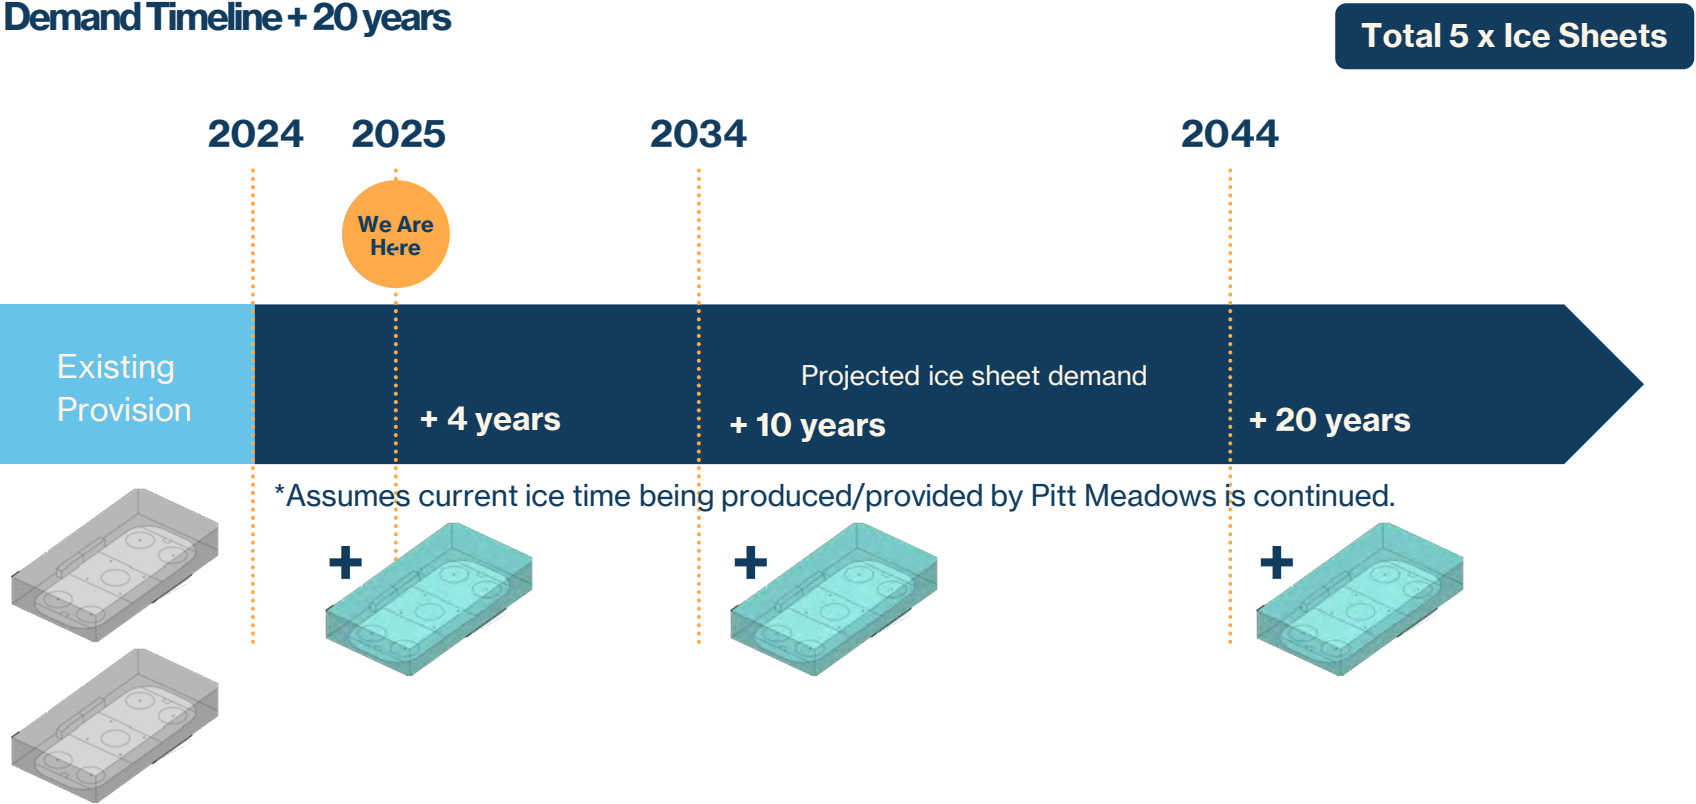 Demand Timeline + 20 years
Total 5 x Ice Sheets
2024
2025
2034
2044
We Are
Here
Existing
Provision
Projected ice sheet demand
+ 4 years
+ 10 years
+ 20 years
*Assumes current ice time being produced/provided by Pitt Meadows is continued.
+
+
+